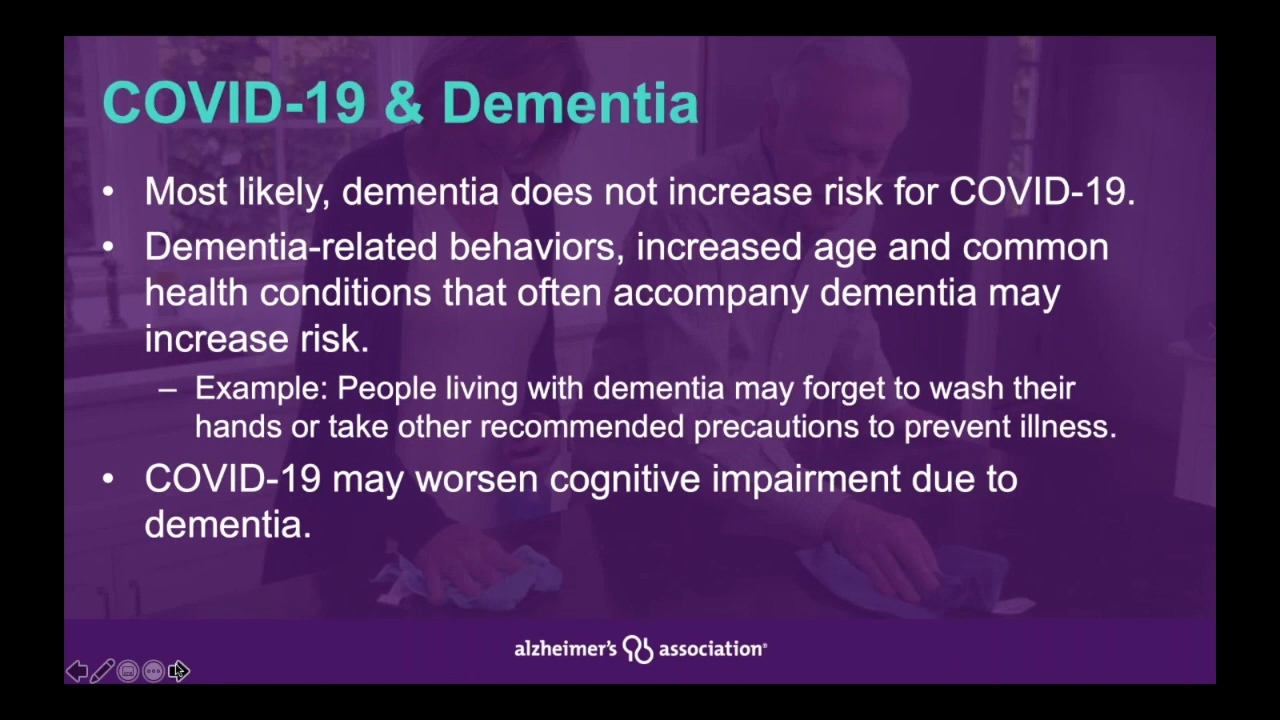 COVID-19 & Dementia
• Most likely, dementia does not increase risk for COVID-19.
• Dementia-related behaviors, increased age and common
health conditions that often accompany dementia may
increase risk.
– Example: People living with dementia may forget to wash their
hands or take other recommended precautions to prevent illness.
• COVID-19 may worsen cognitive impairment due to
dementia.
alzheimer's association®